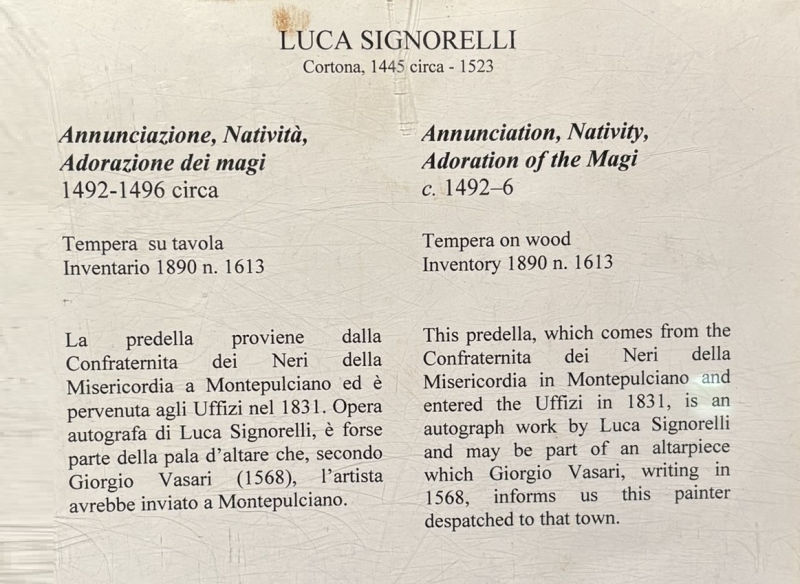 LUCA SIGNORELLI
Cortona, 1445 circa - 1523
Annunciazione, Natività,
Adorazione dei magi
1492-1496 circa
Tempera su tavola
Inventario 1890 n. 1613
La predella proviene dalla
Confraternita dei Neri della
Misericordia a Montepulciano ed è
pervenuta agli Uffizi nel 1831. Opera
autografa di Luca Signorelli, è forse
parte della pala d'altare che, secondo
Giorgio Vasari (1568), l'artista
avrebbe inviato a Montepulciano.
Annunciation, Nativity,
Adoration of the Magi
c. 1492–6
Tempera on wood
Inventory 1890 n. 1613
This predella, which comes from the
Confraternita dei Neri della
Misericordia in Montepulciano and
entered the Uffizi in 1831, is an
autograph work by Luca Signorelli
and may be part of an altarpiece
which Giorgio Vasari, writing in
1568, informs us this painter
despatched to that town.